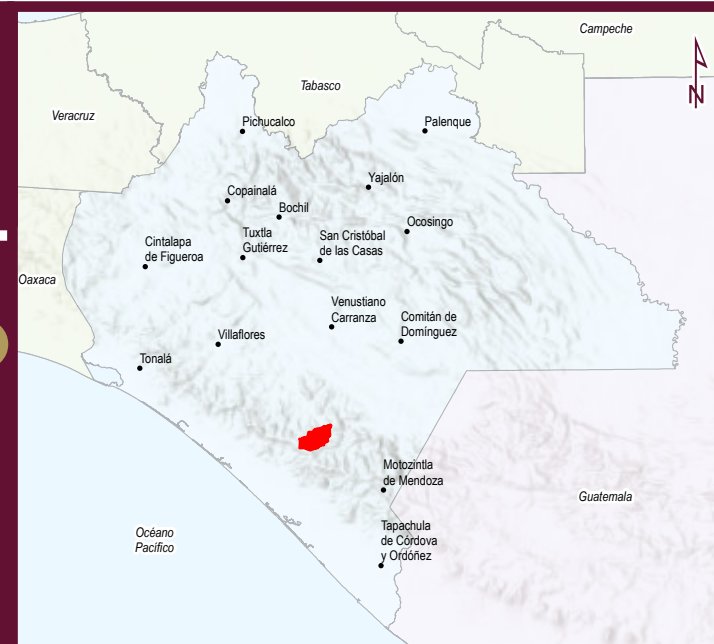 Campeche
N
Tabasco
Veracruz
Pichucalco
Palenque
Yajalón
Copainalá
Bochil
Ocosingo
Tuxtla
Gutiérrez
San Cristóbal
de las Casas
Cintalapa
de Figueroa
Oaxaca
Venustiano
Carranza
Comitán de
Domínguez
Villaflores
Tonalá
Motozintla
de Mendoza
Guatemala
Océano
Pacífico
Tapachula
de Córdova
y Ordóñez